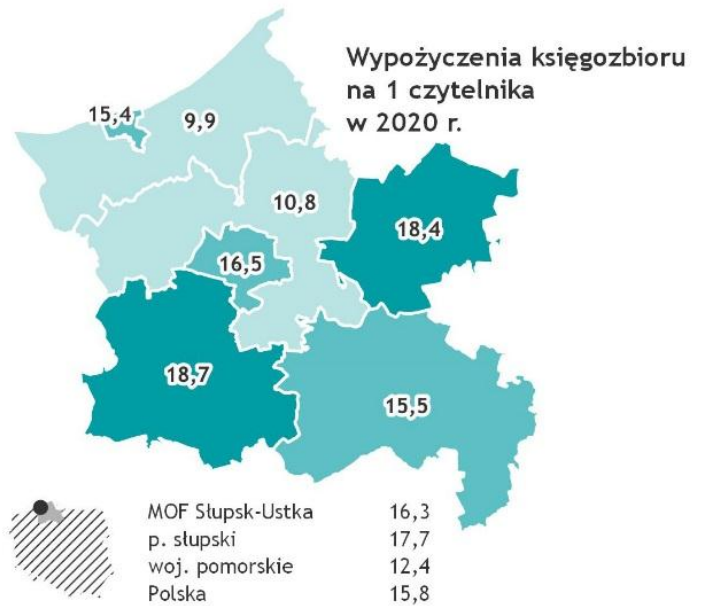 Wypożyczenia księgozbioru
na 1 czytelnika
w 2020 r.
15,4
9,9
10,8
18,4
16,5
18,7
15,5
MOF Słupsk-Ustka 16,3
p. słupski 17,7
woj. pomorskie 12,4
Polska 15,8